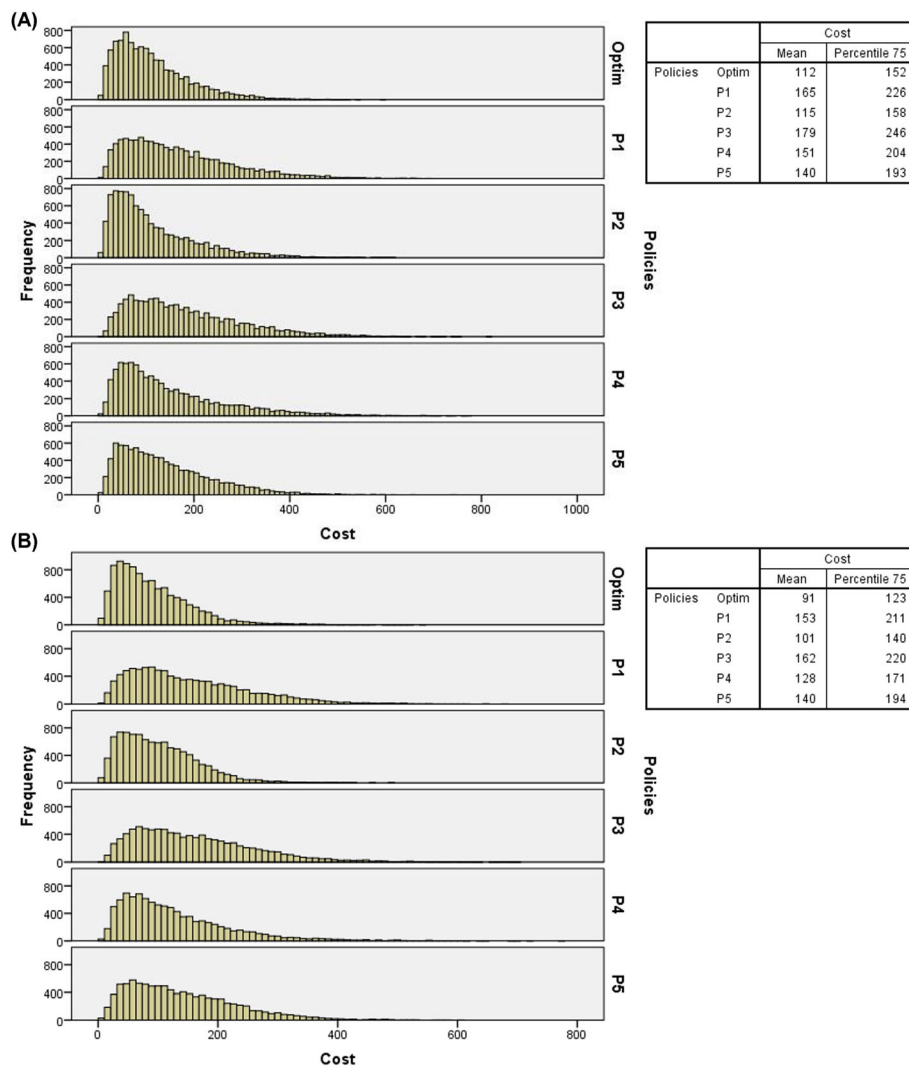 (A)
800
600
400
200
0
Optim
800
600
400
200
0
P1
800
600
400
200
0
P2
800
600
400
200
0
P3
800
600
400
200
0
P4
800
600
400
200
0
P5
Frequency
Policies
0 200 400 600 800 1000
Cost
Cost
Mean Percentile 75
Policies Optim 112 152
P1 165 226
P2 115 158
P3 179 246
P4 151 204
P5 140 193
(B)
800
400
0
Optim
800
400
0
P1
800
400
0
P2
800
400
0
P3
800
400
0
P4
800
400
0
P5
Frequency
Policies
0 200 400 600 800
Cost
Cost
Mean Percentile 75
Policies Optim 91 123
P1 153 211
P2 101 140
P3 162 220
P4 128 171
P5 140 194